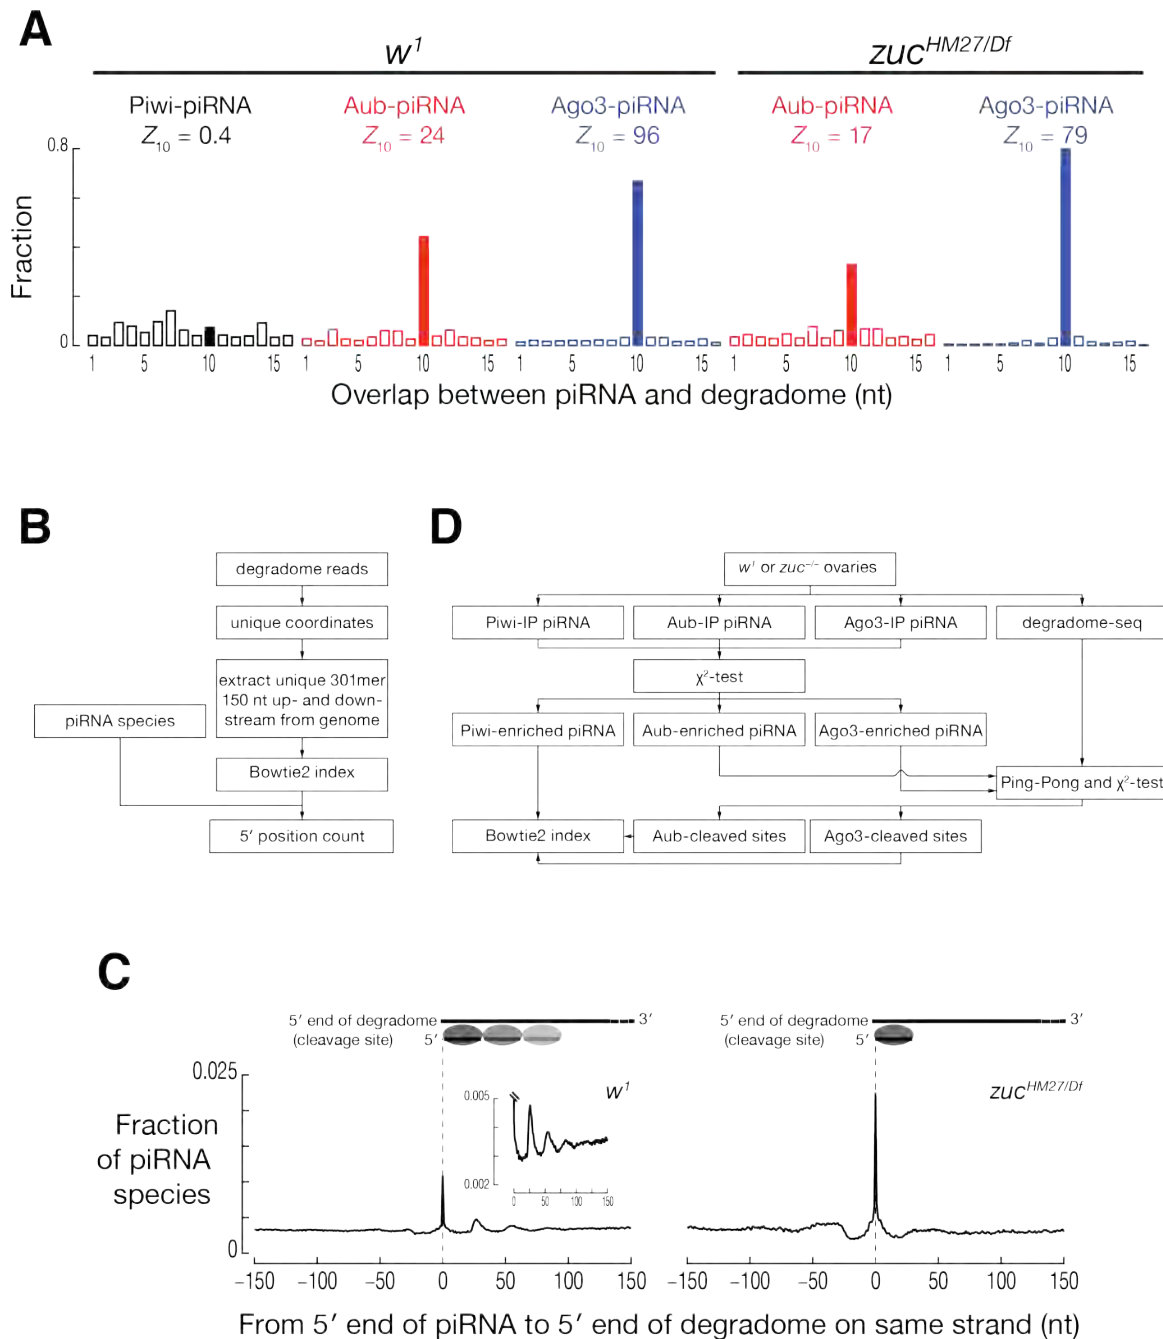 A
w¹
zuc^HM27/Df
Piwi-piRNA Aub-piRNA Ago3-piRNA Aub-piRNA Ago3-piRNA
Z₁₀ = 0.4 Z₁₀ = 24 Z₁₀ = 96 Z₁₀ = 17 Z₁₀ = 79
0.8
Fraction
0
1 5 10 15 1 5 10 15 1 5 10 15 1 5 10 15 1 5 10 15
Overlap between piRNA and degradome (nt)
B
degradome reads
unique coordinates
extract unique 301mer
150 nt up- and down-
stream from genome
piRNA species
Bowtie2 index
5′ position count
D
w¹ or zuc⁻/⁻ ovaries
Piwi-IP piRNA
Aub-IP piRNA
Ago3-IP piRNA
degradome-seq
χ²-test
Piwi-enriched piRNA
Aub-enriched piRNA
Ago3-enriched piRNA
Ping-Pong and χ²-test
Bowtie2 index
Aub-cleaved sites
Ago3-cleaved sites
C
5′ end of degradome 3′
(cleavage site) 5′
5′ end of degradome 3′
(cleavage site) 5′
0.025
Fraction
of piRNA
species
0
w¹
0.005
0.002
0 50 100 150
zuc^HM27/Df
−150 −100 −50 0 50 100 150
−150 −100 −50 0 50 100 150
From 5′ end of piRNA to 5′ end of degradome on same strand (nt)